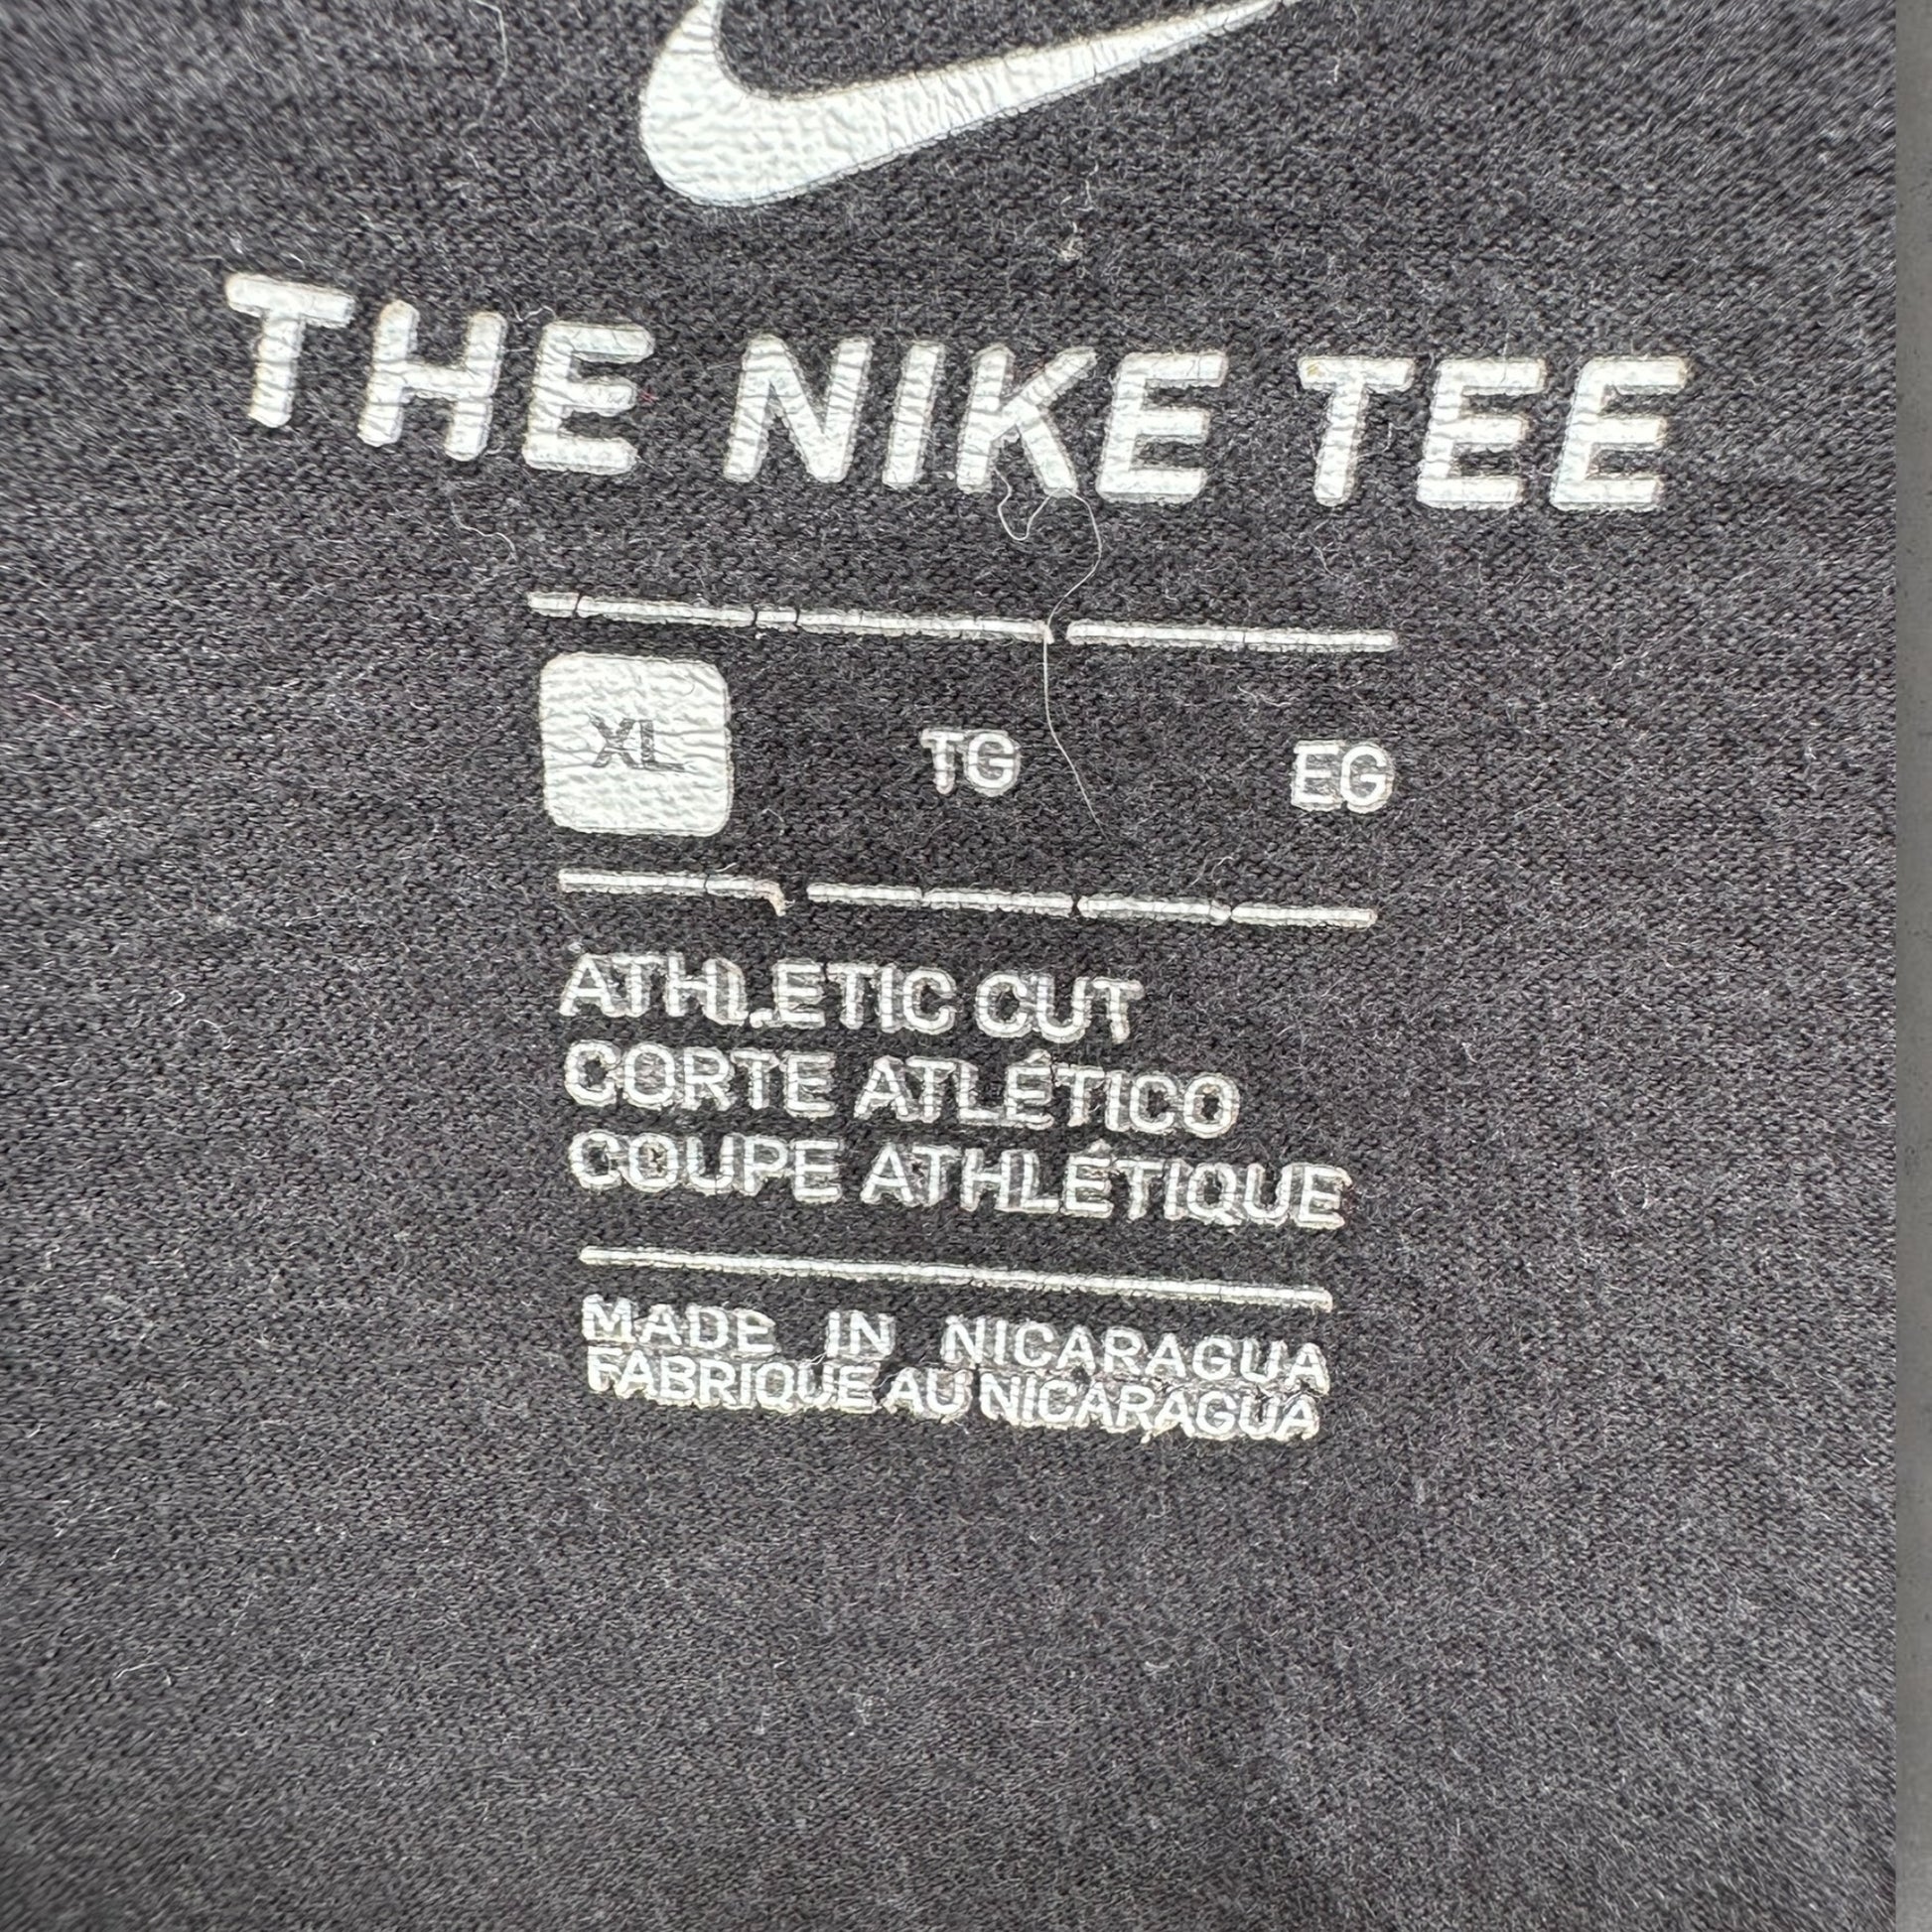 THE NIKE TEE
XL TG EG
ATHLETIC CUT
CORTE ATLÉTICO
COUPE ATHLÉTIQUE
MADE IN NICARAGUA
FABRIQUE AU NICARAGUA